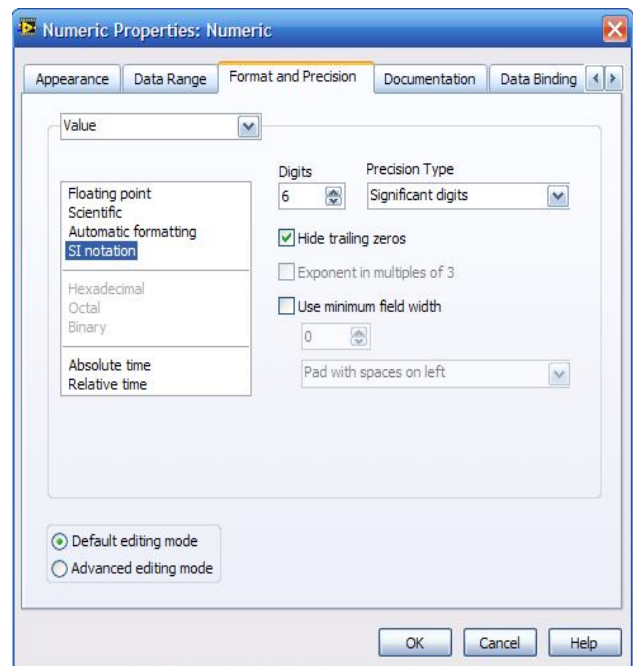 Numeric Properties: Numeric
Appearance Data Range Format and Precision Documentation Data Binding
Value
Digits Precision Type
6 Significant digits
Floating point
Scientific
Automatic formatting
SI notation
Hexadecimal
Octal
Binary
Absolute time
Relative time
Hide trailing zeros
Exponent in multiples of 3
Use minimum field width
0
Pad with spaces on left
Default editing mode
Advanced editing mode
OK Cancel Help